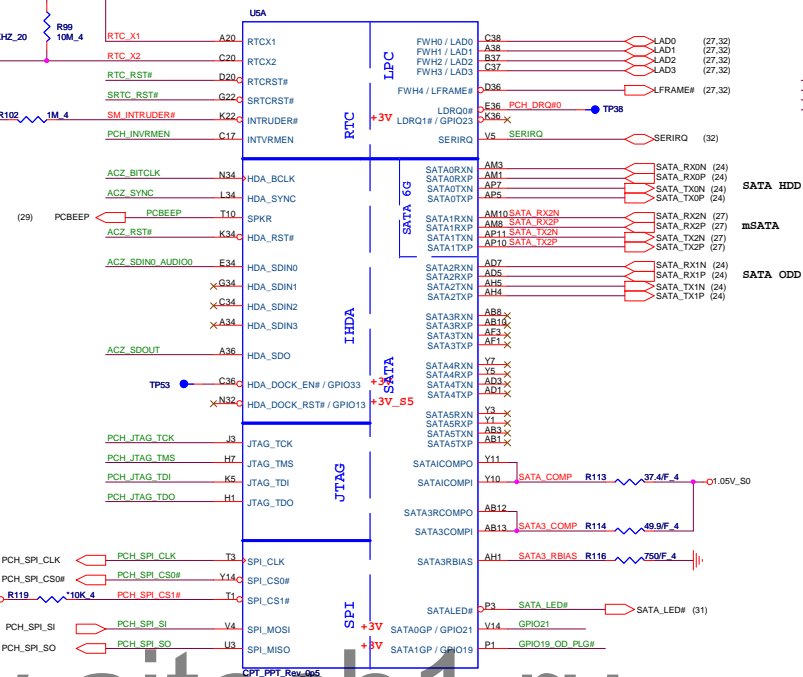 U5A
R99
10M_4
HZ_20
RTC_X1 A20 RTCX1
RTC_X2 C20 RTCX2
RTC_RST# D20 RTCRST#
SRTC_RST# G22 SRTCRST#
R102 1M_4 SM_INTRUDER# K22 INTRUDER#
PCH_INVRMEN C17 INTVRMEN
LPC
RTC
+3V
FWH0 / LAD0 C38 LAD0 (27,32)
FWH1 / LAD1 A38 LAD1 (27,32)
FWH2 / LAD2 B37 LAD2 (27,32)
FWH3 / LAD3 C37 LAD3 (27,32)
FWH4 / LFRAME# D36 LFRAME# (27,32)
LDRQ0# E36 PCH_DRQ#0 TP38
LDRQ1# / GPIO23 K36
SERIRQ V5 SERIRQ SERIRQ (32)
ACZ_BITCLK N34 HDA_BCLK
ACZ_SYNC L34 HDA_SYNC
(29) PCBEEP PCBEEP T10 SPKR
ACZ_RST# K34 HDA_RST#
ACZ_SDIN0_AUDIO0 E34 HDA_SDIN0
G34 HDA_SDIN1
C34 HDA_SDIN2
A34 HDA_SDIN3
ACZ_SDOUT A36 HDA_SDO
TP53 C36 HDA_DOCK_EN# / GPIO33 +3V
N32 HDA_DOCK_RST# / GPIO13 +3V_S5
IHDA
SATA 6G
SATA
SATA0RXN AM3 SATA_RX0N (24)
SATA0RXP AM1 SATA_RX0P (24)
SATA0TXN AP7 SATA_TX0N (24)
SATA0TXP AP5 SATA_TX0P (24)
SATA HDD
SATA1RXN AM10 SATA_RX2N SATA_RX2N (27)
SATA1RXP AM8 SATA_RX2P SATA_RX2P (27)
SATA1TXN AP11 SATA_TX2N SATA_TX2N (27)
SATA1TXP AP10 SATA_TX2P SATA_TX2P (27)
mSATA
SATA2RXN AD7 SATA_RX1N (24)
SATA2RXP AD5 SATA_RX1P (24)
SATA2TXN AH5 SATA_TX1N (24)
SATA2TXP AH4 SATA_TX1P (24)
SATA ODD
SATA3RXN AB8
SATA3RXP AB10
SATA3TXN AF3
SATA3TXP AF1
SATA4RXN Y7
SATA4RXP Y5
SATA4TXN AD3
SATA4TXP AD1
SATA5RXN Y3
SATA5RXP Y1
SATA5TXN AB3
SATA5TXP AB1
PCH_JTAG_TCK J3 JTAG_TCK
PCH_JTAG_TMS H7 JTAG_TMS
PCH_JTAG_TDI K5 JTAG_TDI
PCH_JTAG_TDO H1 JTAG_TDO
JTAG
SATAICOMPO Y11
SATAICOMPI Y10 SATA_COMP R113 37.4/F_4 1.05V_S0
SATA3RCOMPO AB12
SATA3COMPI AB13 SATA3_COMP R114 49.9/F_4
SATA3RBIAS AH1 SATA3_RBIAS R116 750/F_4
PCH_SPI_CLK PCH_SPI_CLK T3 SPI_CLK
PCH_SPI_CS0# PCH_SPI_CS0# Y14 SPI_CS0#
R119 *10K_4 PCH_SPI_CS1# T1 SPI_CS1#
PCH_SPI_SI PCH_SPI_SI V4 SPI_MOSI
PCH_SPI_SO PCH_SPI_SO U3 SPI_MISO
SPI
SATALED# P3 SATA_LED# SATA_LED# (31)
+3V SATA0GP / GPIO21 V14 GPIO21
+3V SATA1GP / GPIO19 P1 GPIO19_OD_PLG#
CPT_PPT_Rev_0p5